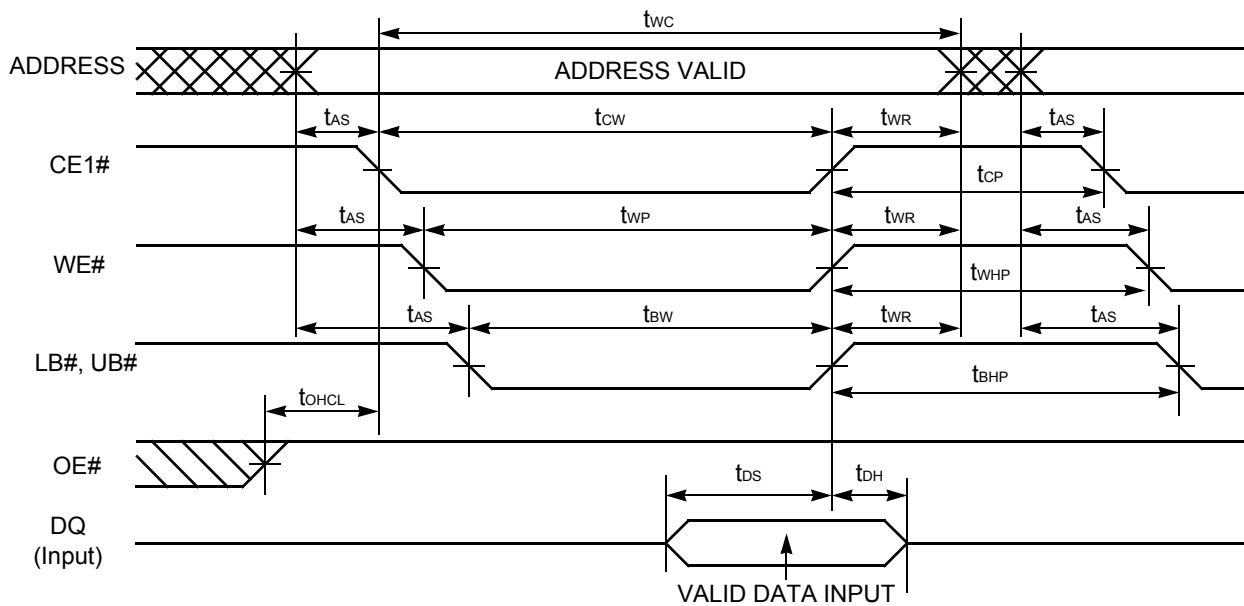 tWC
ADDRESS
ADDRESS VALID
tAS tCW tWR tAS
CE1#
tCP
tAS tWP tWR tAS
WE#
tWHP
tAS tBW tWR tAS
LB#, UB#
tBHP
tOHCL
OE#
tDS tDH
DQ
(Input)
VALID DATA INPUT